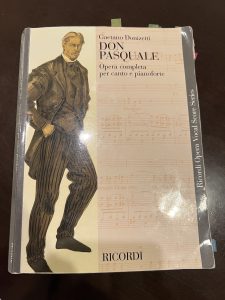 Gaetano Donizetti
DON
PASQUALE
Opera completa
per canto e pianoforte
Ricordi Opera Vocal Score Series
RICORDI